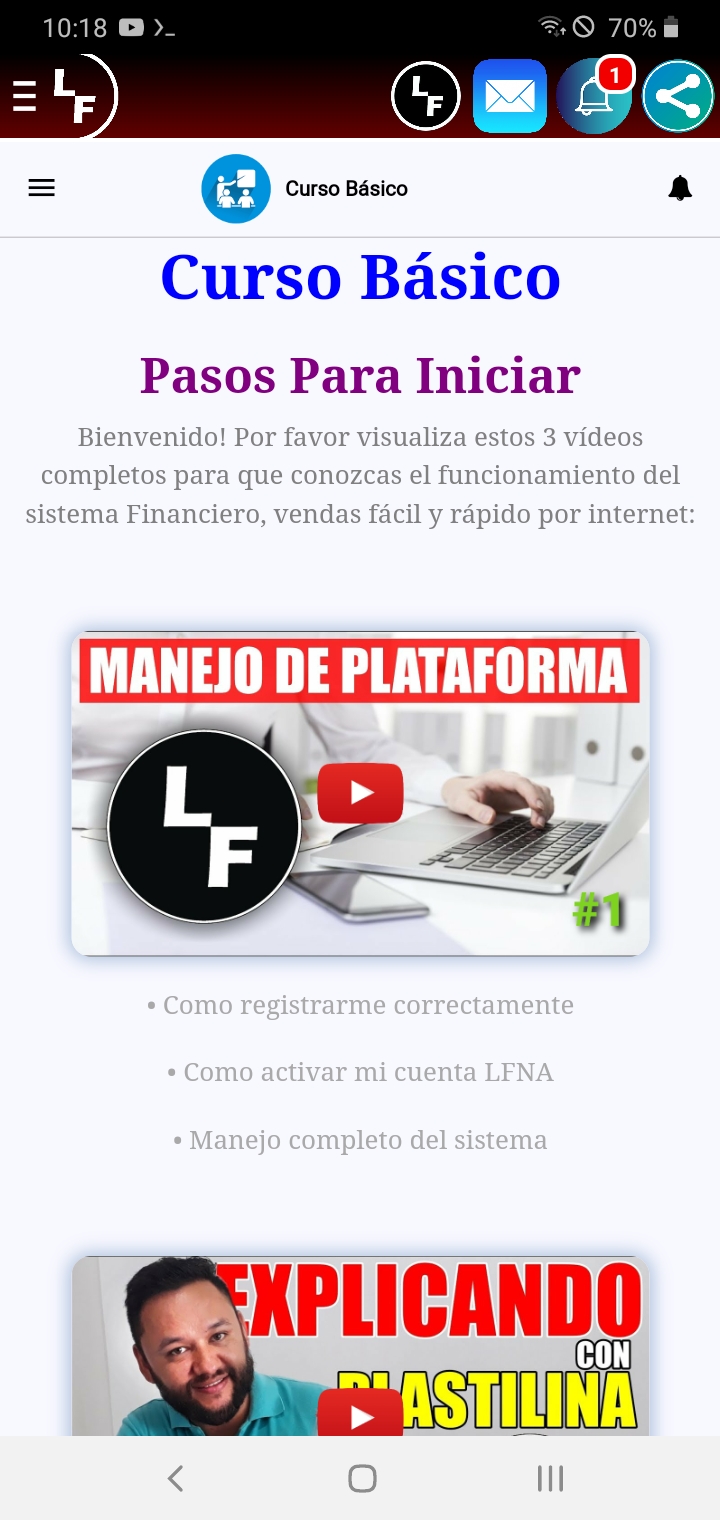 10:18
70%
LF
LF
1
Curso Básico
Curso Básico
Pasos Para Iniciar
Bienvenido! Por favor visualiza estos 3 vídeos
completos para que conozcas el funcionamiento del
sistema Financiero, vendas fácil y rápido por internet:
MANEJO DE PLATAFORMA
LF
#1
• Como registrarme correctamente
• Como activar mi cuenta LFNA
• Manejo completo del sistema
EXPLICANDO
CON
PLASTILINA